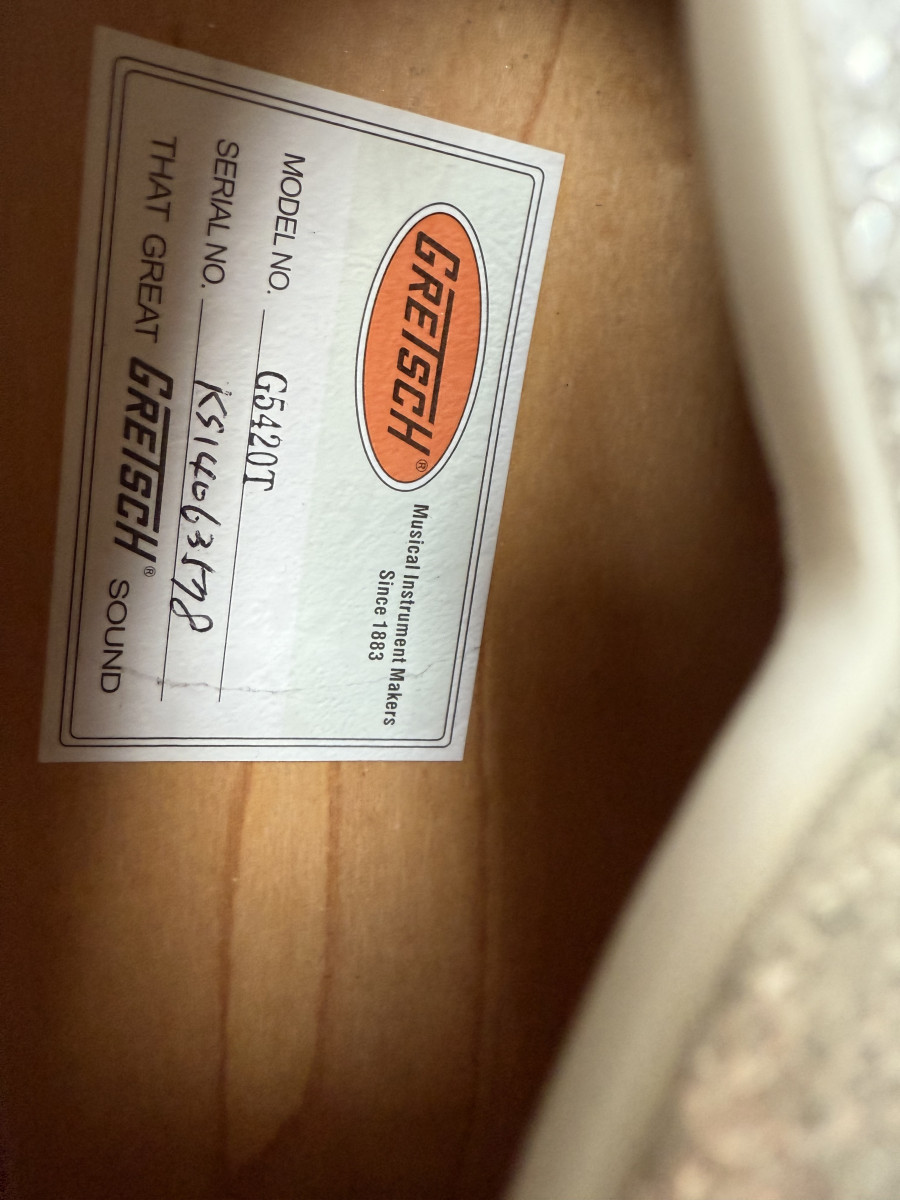 GRETSCH®
Musical Instrument Makers
Since 1883
MODEL NO. G5420T
SERIAL NO. KS14063578
THAT GREAT GRETSCH® SOUND